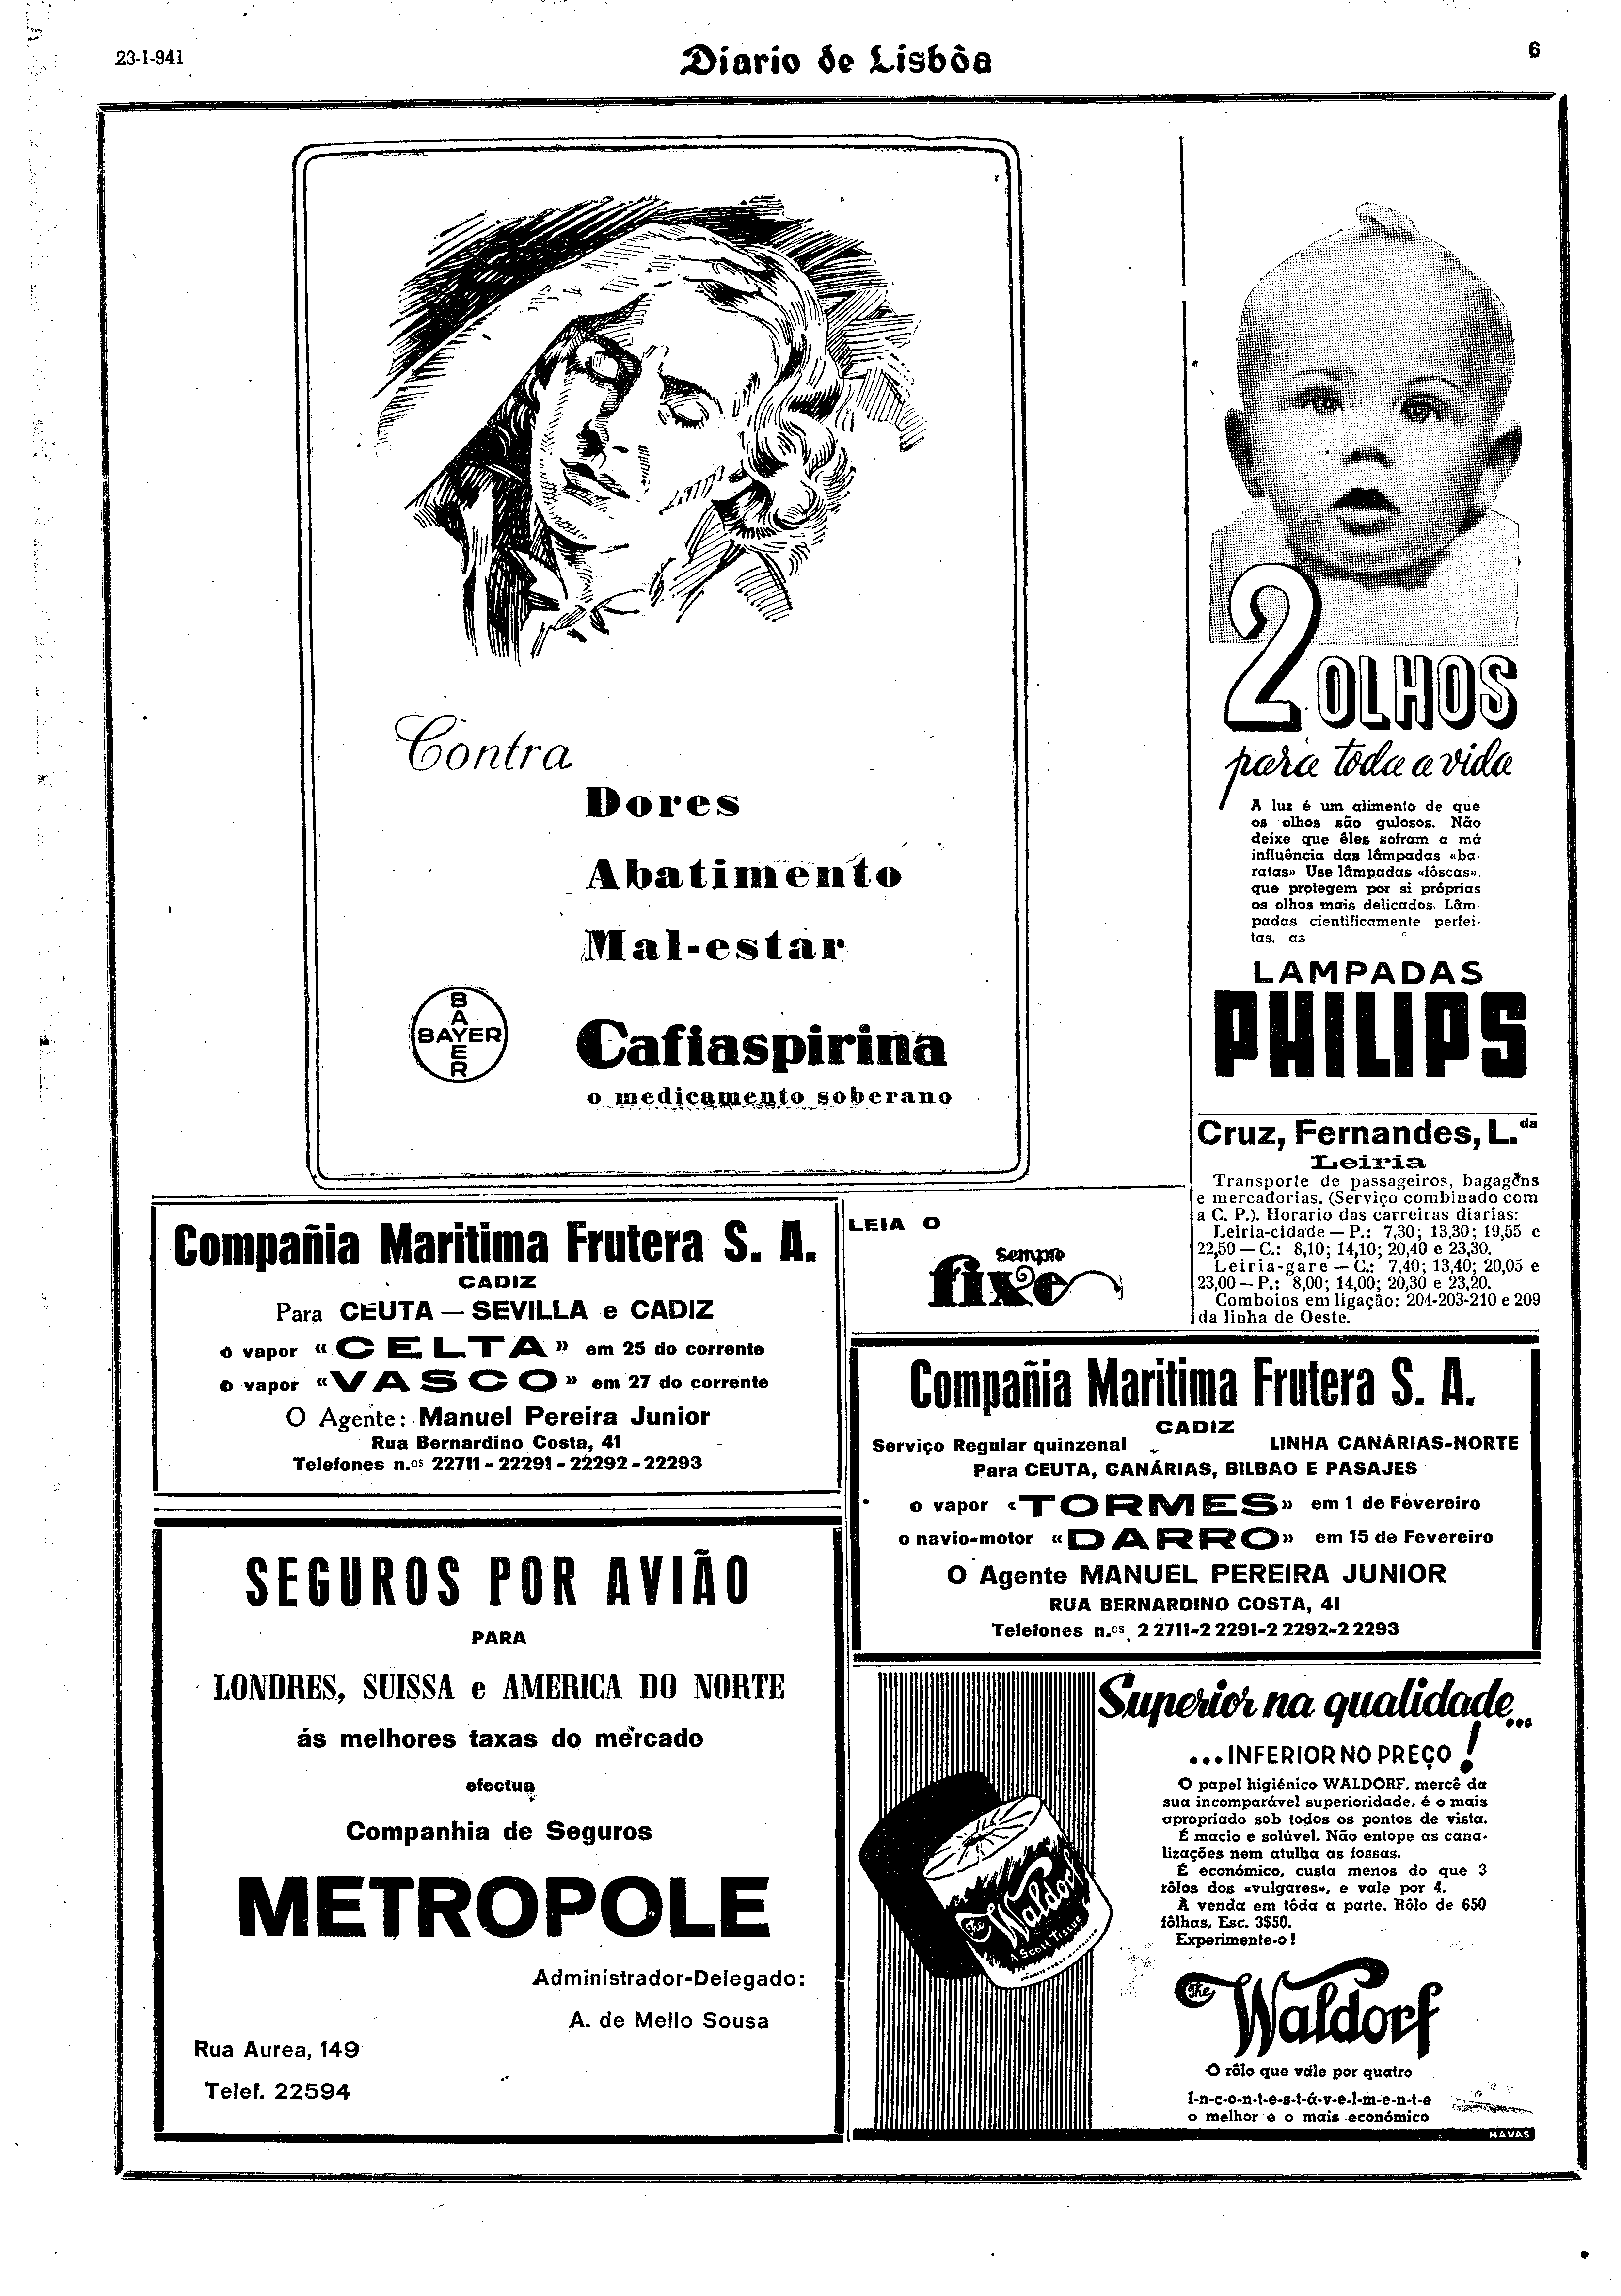 23-1-941
Diario de Lisbôa
6
Contra
Dores
Abatimento
Mal-estar
BAYER
BAYER
Cafiaspirina
o medicamento soberano
2 OLHOS
para toda a vida
A luz é um alimento de que
os olhos são gulosos. Não
deixe que êles sofram a má
influência das lâmpadas «ba-
ratas» Use lâmpadas «fôscas».
que protegem por si próprias
os olhos mais delicados. Lâm-
padas cientificamente perfei-
tas, as
LAMPADAS
PHILIPS
Cruz, Fernandes, L.da
Leiria
Transporte de passageiros, bagagens
e mercadorias. (Serviço combinado com
a C. P.). Horario das carreiras diarias:
Leiria-cidade — P.: 7,30; 13,30; 19,55 e
22,50 — C.: 8,10; 14,10; 20,40 e 23,30.
Leiria-gare — C.: 7,40; 13,40; 20,05 e
23,00 — P.: 8,00; 14,00; 20,30 e 23,20.
Comboios em ligação: 204-203-210 e 209
da linha de Oeste.
Compañia Maritima Frutera S. A.
CADIZ
Para CEUTA — SEVILLA e CADIZ
o vapor «CELTA» em 25 do corrente
o vapor «VASCO» em 27 do corrente
O Agente: Manuel Pereira Junior
Rua Bernardino Costa, 41
Telefones n.os 22711-22291-22292-22293
LEIA O
sempre
fixe
Compañia Maritima Frutera S. A.
CADIZ
Serviço Regular quinzenal LINHA CANÁRIAS-NORTE
Para CEUTA, CANÁRIAS, BILBAO E PASAJES
o vapor «TORMES» em 1 de Fevereiro
o navio-motor «DARRO» em 15 de Fevereiro
O Agente MANUEL PEREIRA JUNIOR
RUA BERNARDINO COSTA, 41
Telefones n.os. 2 2711-2 2291-2 2292-2 2293
SEGUROS POR AVIÃO
PARA
LONDRES, SUISSA e AMERICA DO NORTE
ás melhores taxas do mercado
efectua
Companhia de Seguros
METROPOLE
Administrador-Delegado:
A. de Mello Sousa
Rua Aurea, 149
Telef. 22594
Superior na qualidade...
...INFERIOR NO PREÇO!
O papel higiénico WALDORF, mercê da
sua incomparável superioridade, é o mais
apropriado sob todos os pontos de vista.
É macio e solúvel. Não entope as cana-
lizações nem atulha as fossas.
É económico, custa menos do que 3
rôlos dos «vulgares», e vale por 4.
À venda em tôda a parte. Rôlo de 650
fôlhas, Esc. 3$50.
Experimente-o!
The
Waldorf
A Scott Tissue
The
Waldorf
O rôlo que vale por quatro
I-n-c-o-n-t-e-s-t-á-v-e-l-m-e-n-t-e
o melhor e o mais económico
HAVAS